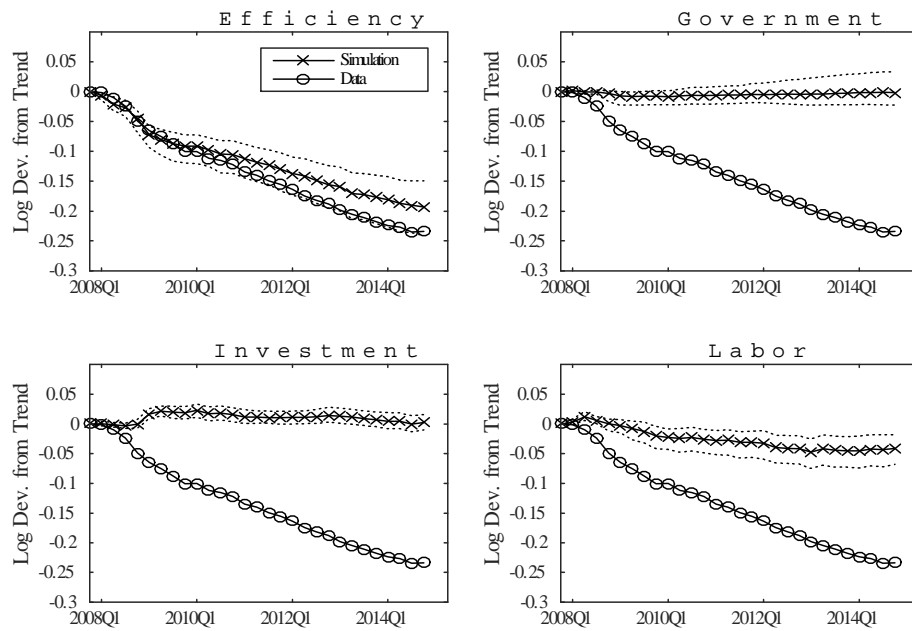 Efficiency
Log Dev. from Trend
0.05
0
-0.05
-0.1
-0.15
-0.2
-0.25
-0.3
2008Q1 2010Q1 2012Q1 2014Q1
Simulation
Data
Government
Log Dev. from Trend
0.05
0
-0.05
-0.1
-0.15
-0.2
-0.25
-0.3
2008Q1 2010Q1 2012Q1 2014Q1
Investment
Log Dev. from Trend
0.05
0
-0.05
-0.1
-0.15
-0.2
-0.25
-0.3
2008Q1 2010Q1 2012Q1 2014Q1
Labor
Log Dev. from Trend
0.05
0
-0.05
-0.1
-0.15
-0.2
-0.25
-0.3
2008Q1 2010Q1 2012Q1 2014Q1